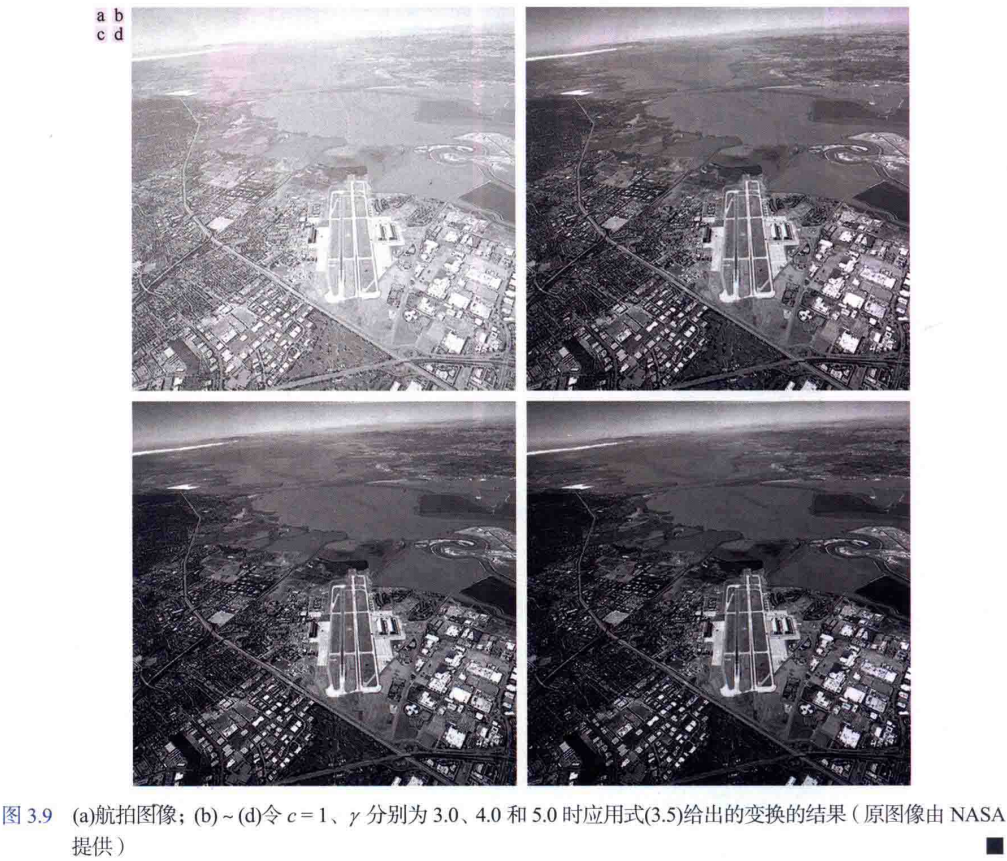 a b
c d
图 3.9 (a)航拍图像; (b) ~ (d)令 c = 1、γ 分别为 3.0、4.0 和 5.0 时应用式(3.5)给出的变换的结果（原图像由 NASA
提供）